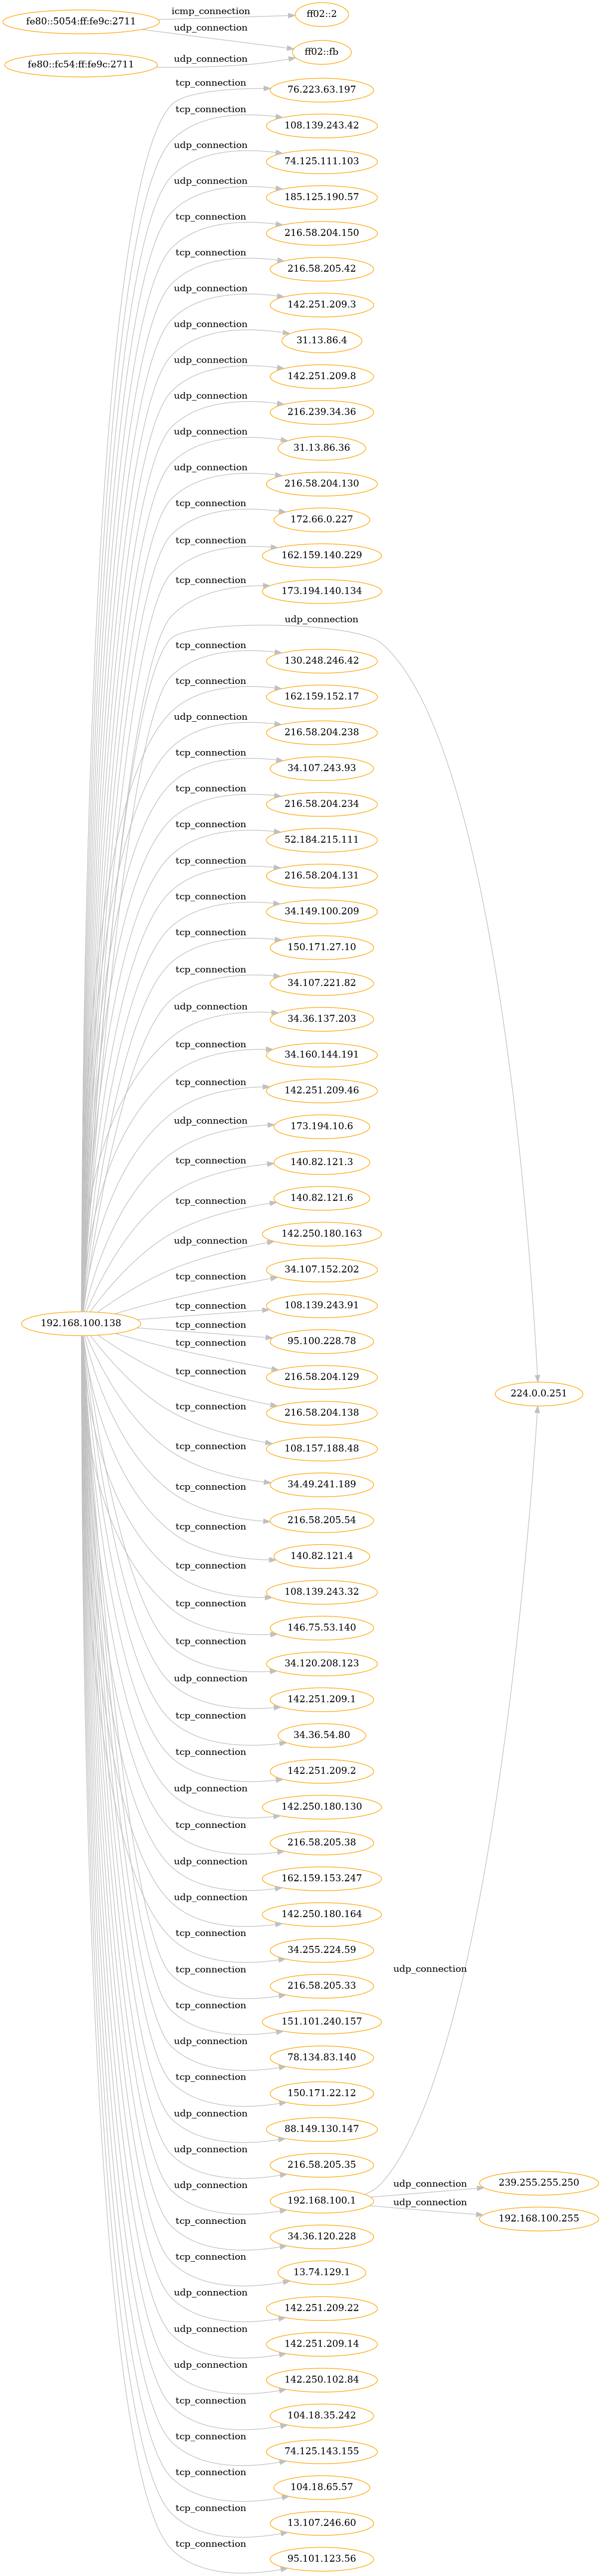 fe80::5054:ff:fe9c:2711
icmp_connection
ff02::2
udp_connection
ff02::fb
fe80::fc54:ff:fe9c:2711
udp_connection
tcp_connection
76.223.63.197
tcp_connection
108.139.243.42
udp_connection
74.125.111.103
udp_connection
185.125.190.57
tcp_connection
216.58.204.150
tcp_connection
216.58.205.42
udp_connection
142.251.209.3
udp_connection
31.13.86.4
udp_connection
142.251.209.8
udp_connection
216.239.34.36
udp_connection
31.13.86.36
udp_connection
216.58.204.130
tcp_connection
172.66.0.227
tcp_connection
162.159.140.229
tcp_connection
173.194.140.134
udp_connection
tcp_connection
130.248.246.42
tcp_connection
162.159.152.17
udp_connection
216.58.204.238
tcp_connection
34.107.243.93
tcp_connection
216.58.204.234
tcp_connection
52.184.215.111
tcp_connection
216.58.204.131
tcp_connection
34.149.100.209
tcp_connection
150.171.27.10
tcp_connection
34.107.221.82
udp_connection
34.36.137.203
tcp_connection
34.160.144.191
tcp_connection
142.251.209.46
udp_connection
173.194.10.6
tcp_connection
140.82.121.3
tcp_connection
140.82.121.6
udp_connection
142.250.180.163
tcp_connection
34.107.152.202
tcp_connection
108.139.243.91
192.168.100.138
tcp_connection
95.100.228.78
tcp_connection
216.58.204.129
tcp_connection
216.58.204.138
224.0.0.251
tcp_connection
108.157.188.48
tcp_connection
34.49.241.189
tcp_connection
216.58.205.54
tcp_connection
140.82.121.4
tcp_connection
108.139.243.32
tcp_connection
146.75.53.140
tcp_connection
34.120.208.123
udp_connection
142.251.209.1
tcp_connection
34.36.54.80
tcp_connection
142.251.209.2
udp_connection
142.250.180.130
tcp_connection
216.58.205.38
udp_connection
162.159.153.247
udp_connection
142.250.180.164
tcp_connection
34.255.224.59
udp_connection
tcp_connection
216.58.205.33
tcp_connection
151.101.240.157
udp_connection
78.134.83.140
tcp_connection
150.171.22.12
udp_connection
88.149.130.147
udp_connection
216.58.205.35
udp_connection
192.168.100.1
udp_connection
239.255.255.250
udp_connection
192.168.100.255
tcp_connection
34.36.120.228
tcp_connection
13.74.129.1
udp_connection
142.251.209.22
udp_connection
142.251.209.14
udp_connection
142.250.102.84
tcp_connection
104.18.35.242
tcp_connection
74.125.143.155
tcp_connection
104.18.65.57
tcp_connection
13.107.246.60
tcp_connection
95.101.123.56